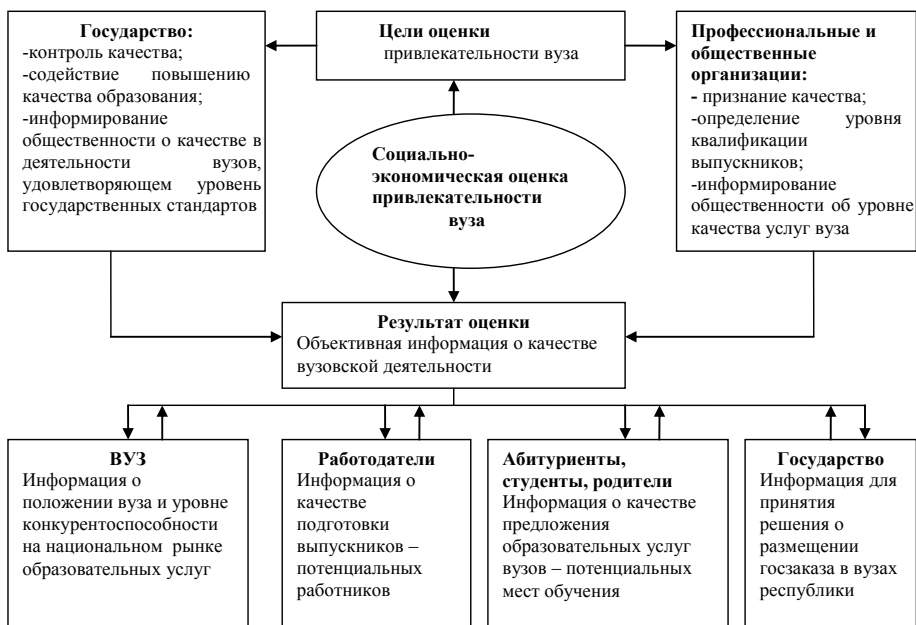 Государство:
-контроль качества;
-содействие повышению
качества образования;
-информирование
общественности о качестве в
деятельности вузов,
удовлетворяющем уровень
государственных стандартов
Цели оценки
привлекательности вуза
Профессиональные и
общественные
организации:
- признание качества;
-определение уровня
квалификации
выпускников;
-информирование
общественности об уровне
качества услуг вуза
Социально-
экономическая оценка
привлекательности
вуза
Результат оценки
Объективная информация о качестве
вузовской деятельности
ВУЗ
Информация о
положении вуза и уровне
конкурентоспособности
на национальном рынке
образовательных услуг
Работодатели
Информация о
качестве
подготовки
выпускников –
потенциальных
работников
Абитуриенты,
студенты, родители
Информация о качестве
предложения
образовательных услуг
вузов – потенциальных
мест обучения
Государство
Информация для
принятия
решения о
размещении
госзаказа в вузах
республики